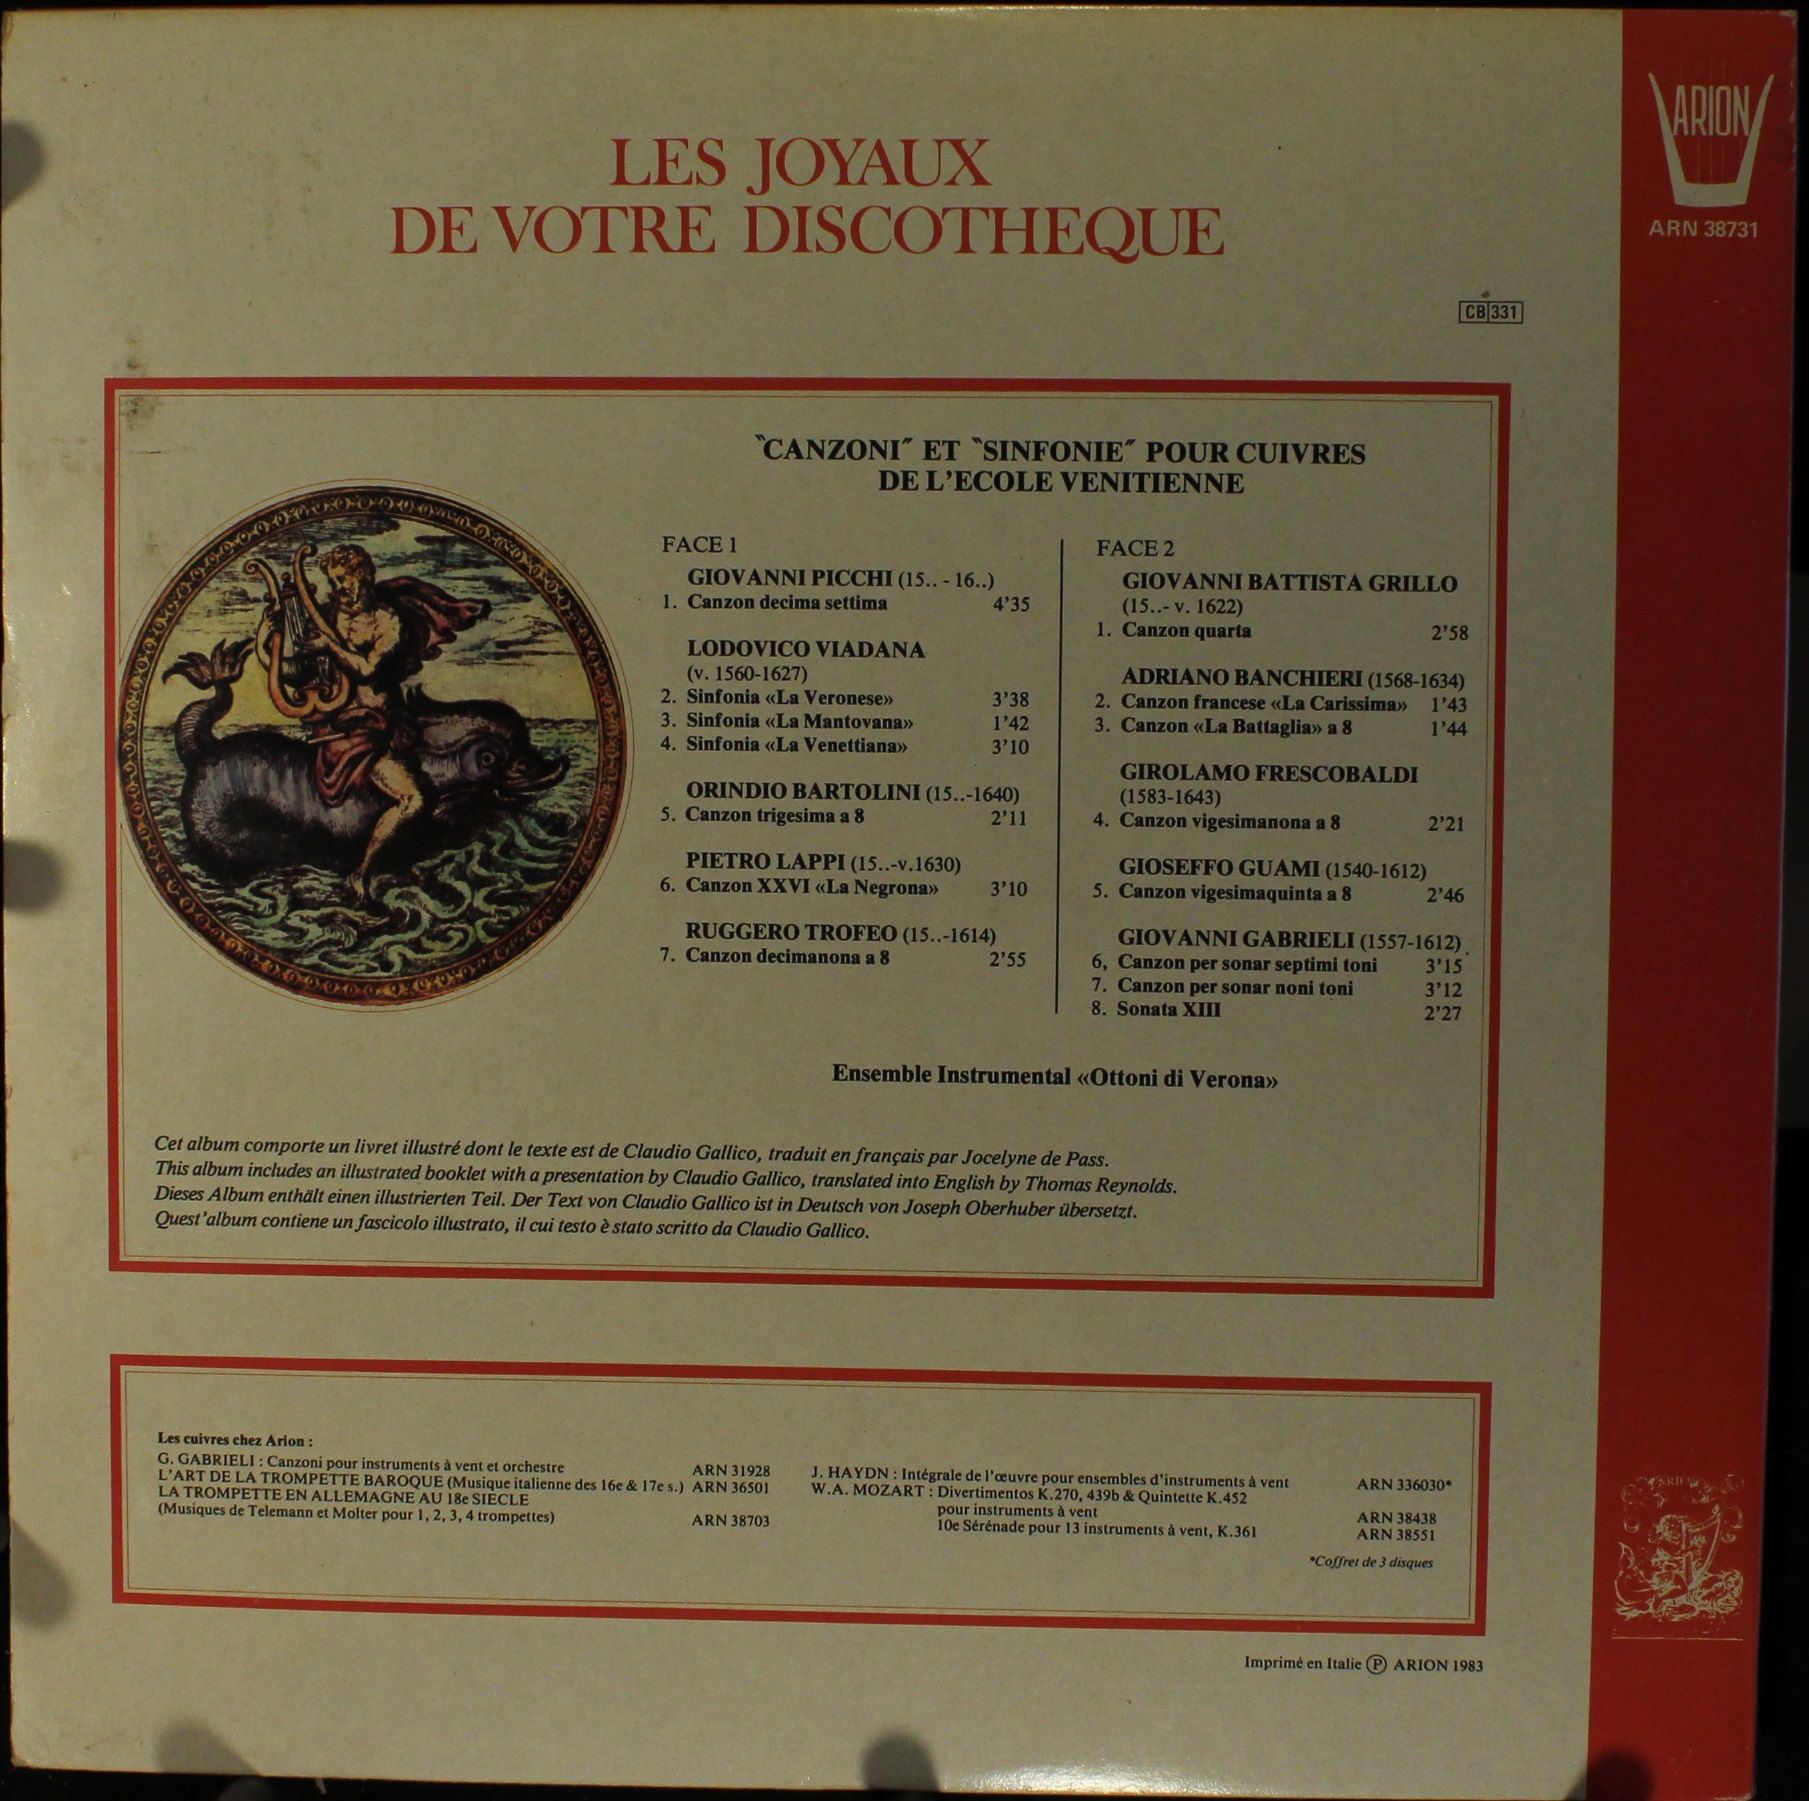 ARION
ARN 38731
LES JOYAUX
DE VOTRE DISCOTHEQUE
CB 331
"CANZONI" ET "SINFONIE" POUR CUIVRES
DE L'ECOLE VENITIENNE
FACE 1
GIOVANNI PICCHI (15.. - 16..)
1. Canzon decima settima 4'35
LODOVICO VIADANA
(v. 1560-1627)
2. Sinfonia «La Veronese» 3'38
3. Sinfonia «La Mantovana» 1'42
4. Sinfonia «La Venettiana» 3'10
ORINDIO BARTOLINI (15..-1640)
5. Canzon trigesima a 8 2'11
PIETRO LAPPI (15..-v.1630)
6. Canzon XXVI «La Negrona» 3'10
RUGGERO TROFEO (15..-1614)
7. Canzon decimanona a 8 2'55
FACE 2
GIOVANNI BATTISTA GRILLO
(15..- v. 1622)
1. Canzon quarta 2'58
ADRIANO BANCHIERI (1568-1634)
2. Canzon francese «La Carissima» 1'43
3. Canzon «La Battaglia» a 8 1'44
GIROLAMO FRESCOBALDI
(1583-1643)
4. Canzon vigesimanona a 8 2'21
GIOSEFFO GUAMI (1540-1612)
5. Canzon vigesimaquinta a 8 2'46
GIOVANNI GABRIELI (1557-1612)
6, Canzon per sonar septimi toni 3'15
7. Canzon per sonar noni toni 3'12
8. Sonata XIII 2'27
Ensemble Instrumental «Ottoni di Verona»
Cet album comporte un livret illustré dont le texte est de Claudio Gallico, traduit en français par Jocelyne de Pass.
This album includes an illustrated booklet with a presentation by Claudio Gallico, translated into English by Thomas Reynolds.
Dieses Album enthält einen illustrierten Teil. Der Text von Claudio Gallico ist in Deutsch von Joseph Oberhuber übersetzt.
Quest'album contiene un fascicolo illustrato, il cui testo è stato scritto da Claudio Gallico.
Les cuivres chez Arion :
G. GABRIELI : Canzoni pour instruments à vent et orchestre ARN 31928
L'ART DE LA TROMPETTE BAROQUE (Musique italienne des 16e & 17e s.) ARN 36501
LA TROMPETTE EN ALLEMAGNE AU 18e SIECLE
(Musiques de Telemann et Molter pour 1, 2, 3, 4 trompettes) ARN 38703
J. HAYDN : Intégrale de l'œuvre pour ensembles d'instruments à vent ARN 336030*
W.A. MOZART : Divertimentos K.270, 439b & Quintette K.452
pour instruments à vent ARN 38438
10e Sérénade pour 13 instruments à vent, K.361 ARN 38551
*Coffret de 3 disques
ARION
Imprimé en Italie Ⓟ ARION 1983